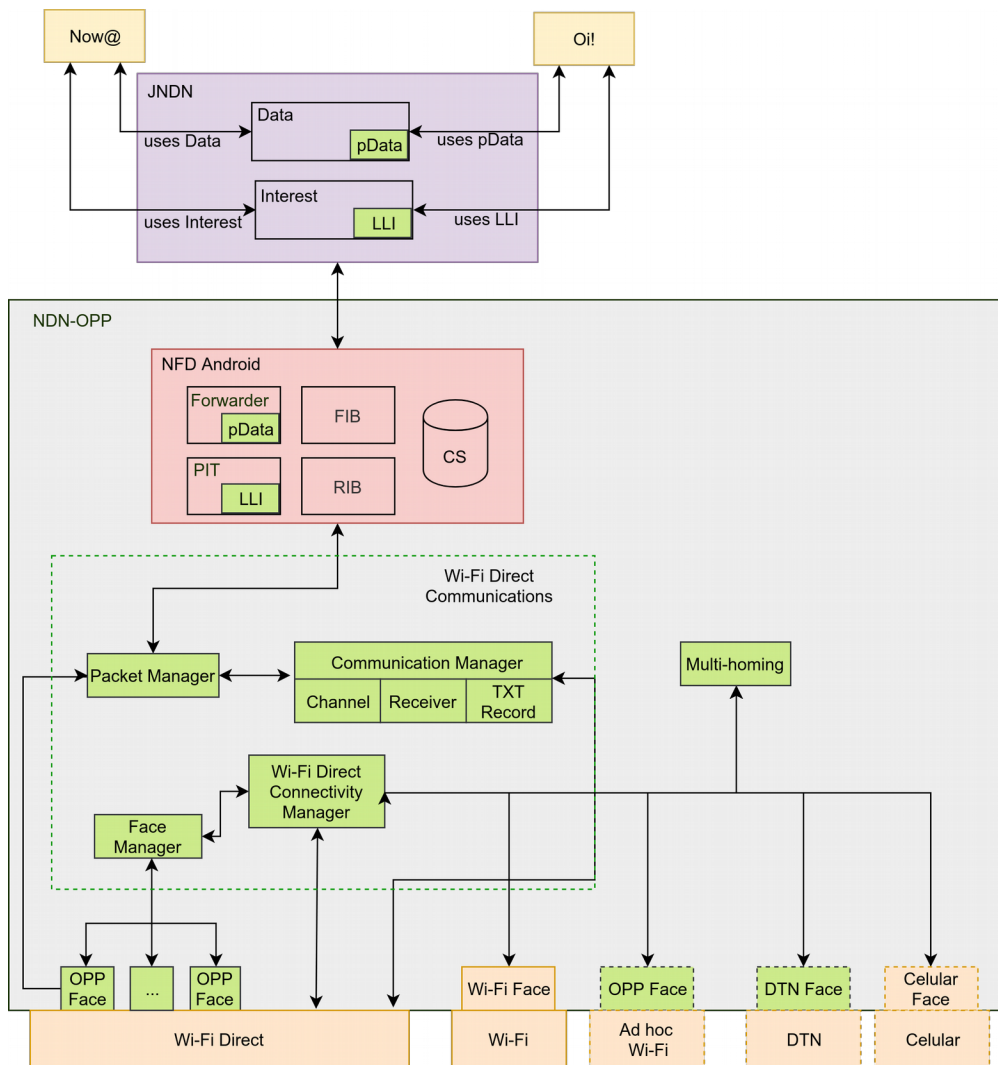 Now@
Oi!
JNDN
Data
pData
uses Data
uses pData
Interest
LLI
uses Interest
uses LLI
NDN-OPP
NFD Android
Forwarder
pData
FIB
CS
PIT
LLI
RIB
Wi-Fi Direct
Communications
Packet Manager
Communication Manager
Channel
Receiver
TXT
Record
Multi-homing
Wi-Fi Direct
Connectivity
Manager
Face
Manager
OPP
Face
...
OPP
Face
Wi-Fi Face
OPP Face
DTN Face
Celular
Face
Wi-Fi Direct
Wi-Fi
Ad hoc
Wi-Fi
DTN
Celular